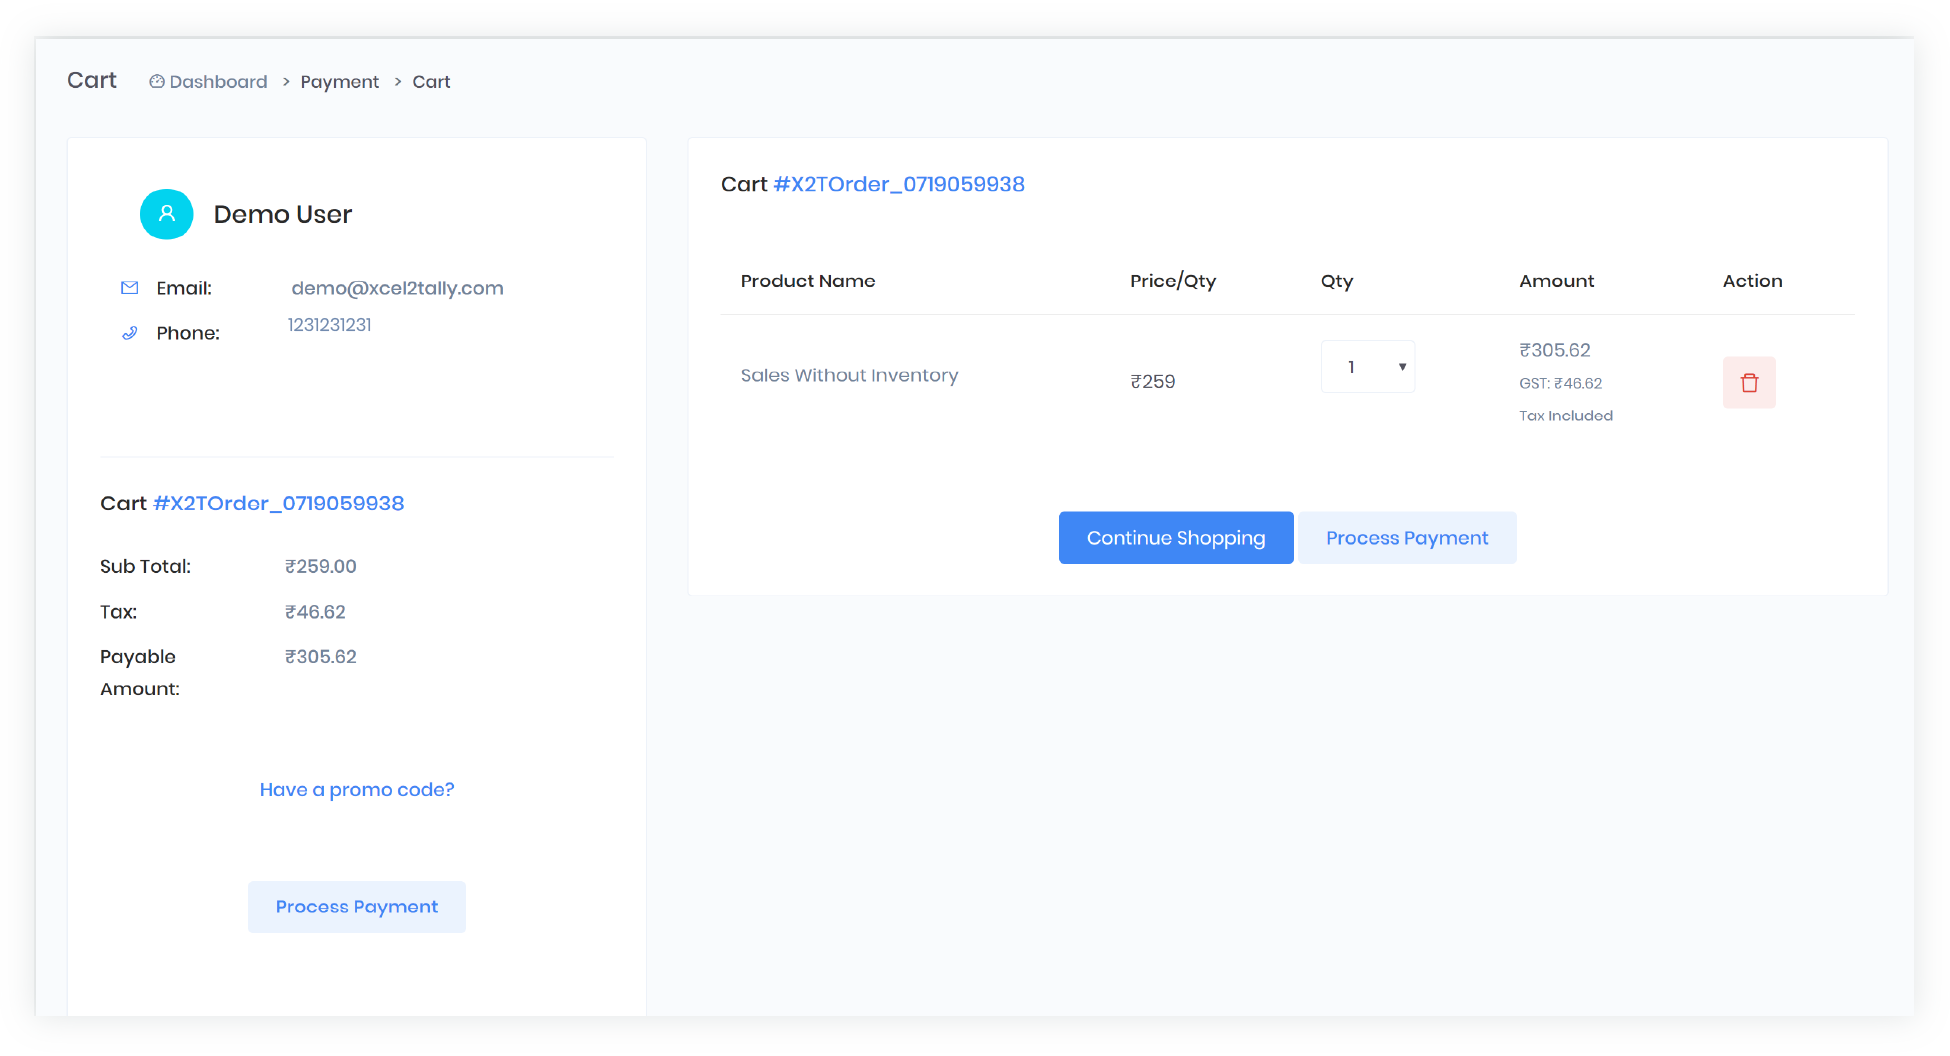 Cart Dashboard > Payment > Cart
Demo User
Email: demo@xcel2tally.com
Phone: 1231231231
Cart #X2TOrder_0719059938
Sub Total: ₹259.00
Tax: ₹46.62
Payable Amount: ₹305.62
Have a promo code?
Process Payment
Cart #X2TOrder_0719059938
Product Name Price/Qty Qty Amount Action
Sales Without Inventory ₹259 1 ₹305.62
GST: ₹46.62
Tax Included
Continue Shopping Process Payment